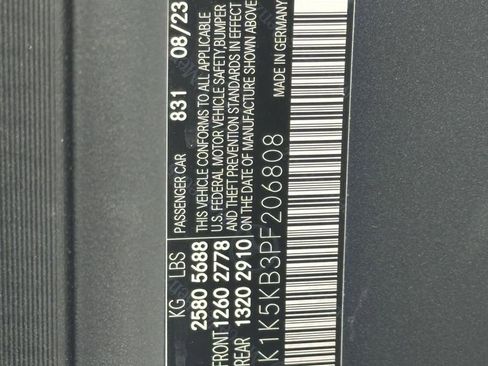 PASSENGER CAR 831 08/23
KG LBS THIS VEHICLE CONFORMS TO ALL APPLICABLE
2580 5688 U.S. FEDERAL MOTOR VEHICLE SAFETY, BUMPER,
FRONT 1260 2778 AND THEFT PREVENTION STANDARDS IN EFFECT
REAR 1320 2910 ON THE DATE OF MANUFACTURE SHOWN ABOVE
MADE IN GERMANY
K1K5KB3PF206808